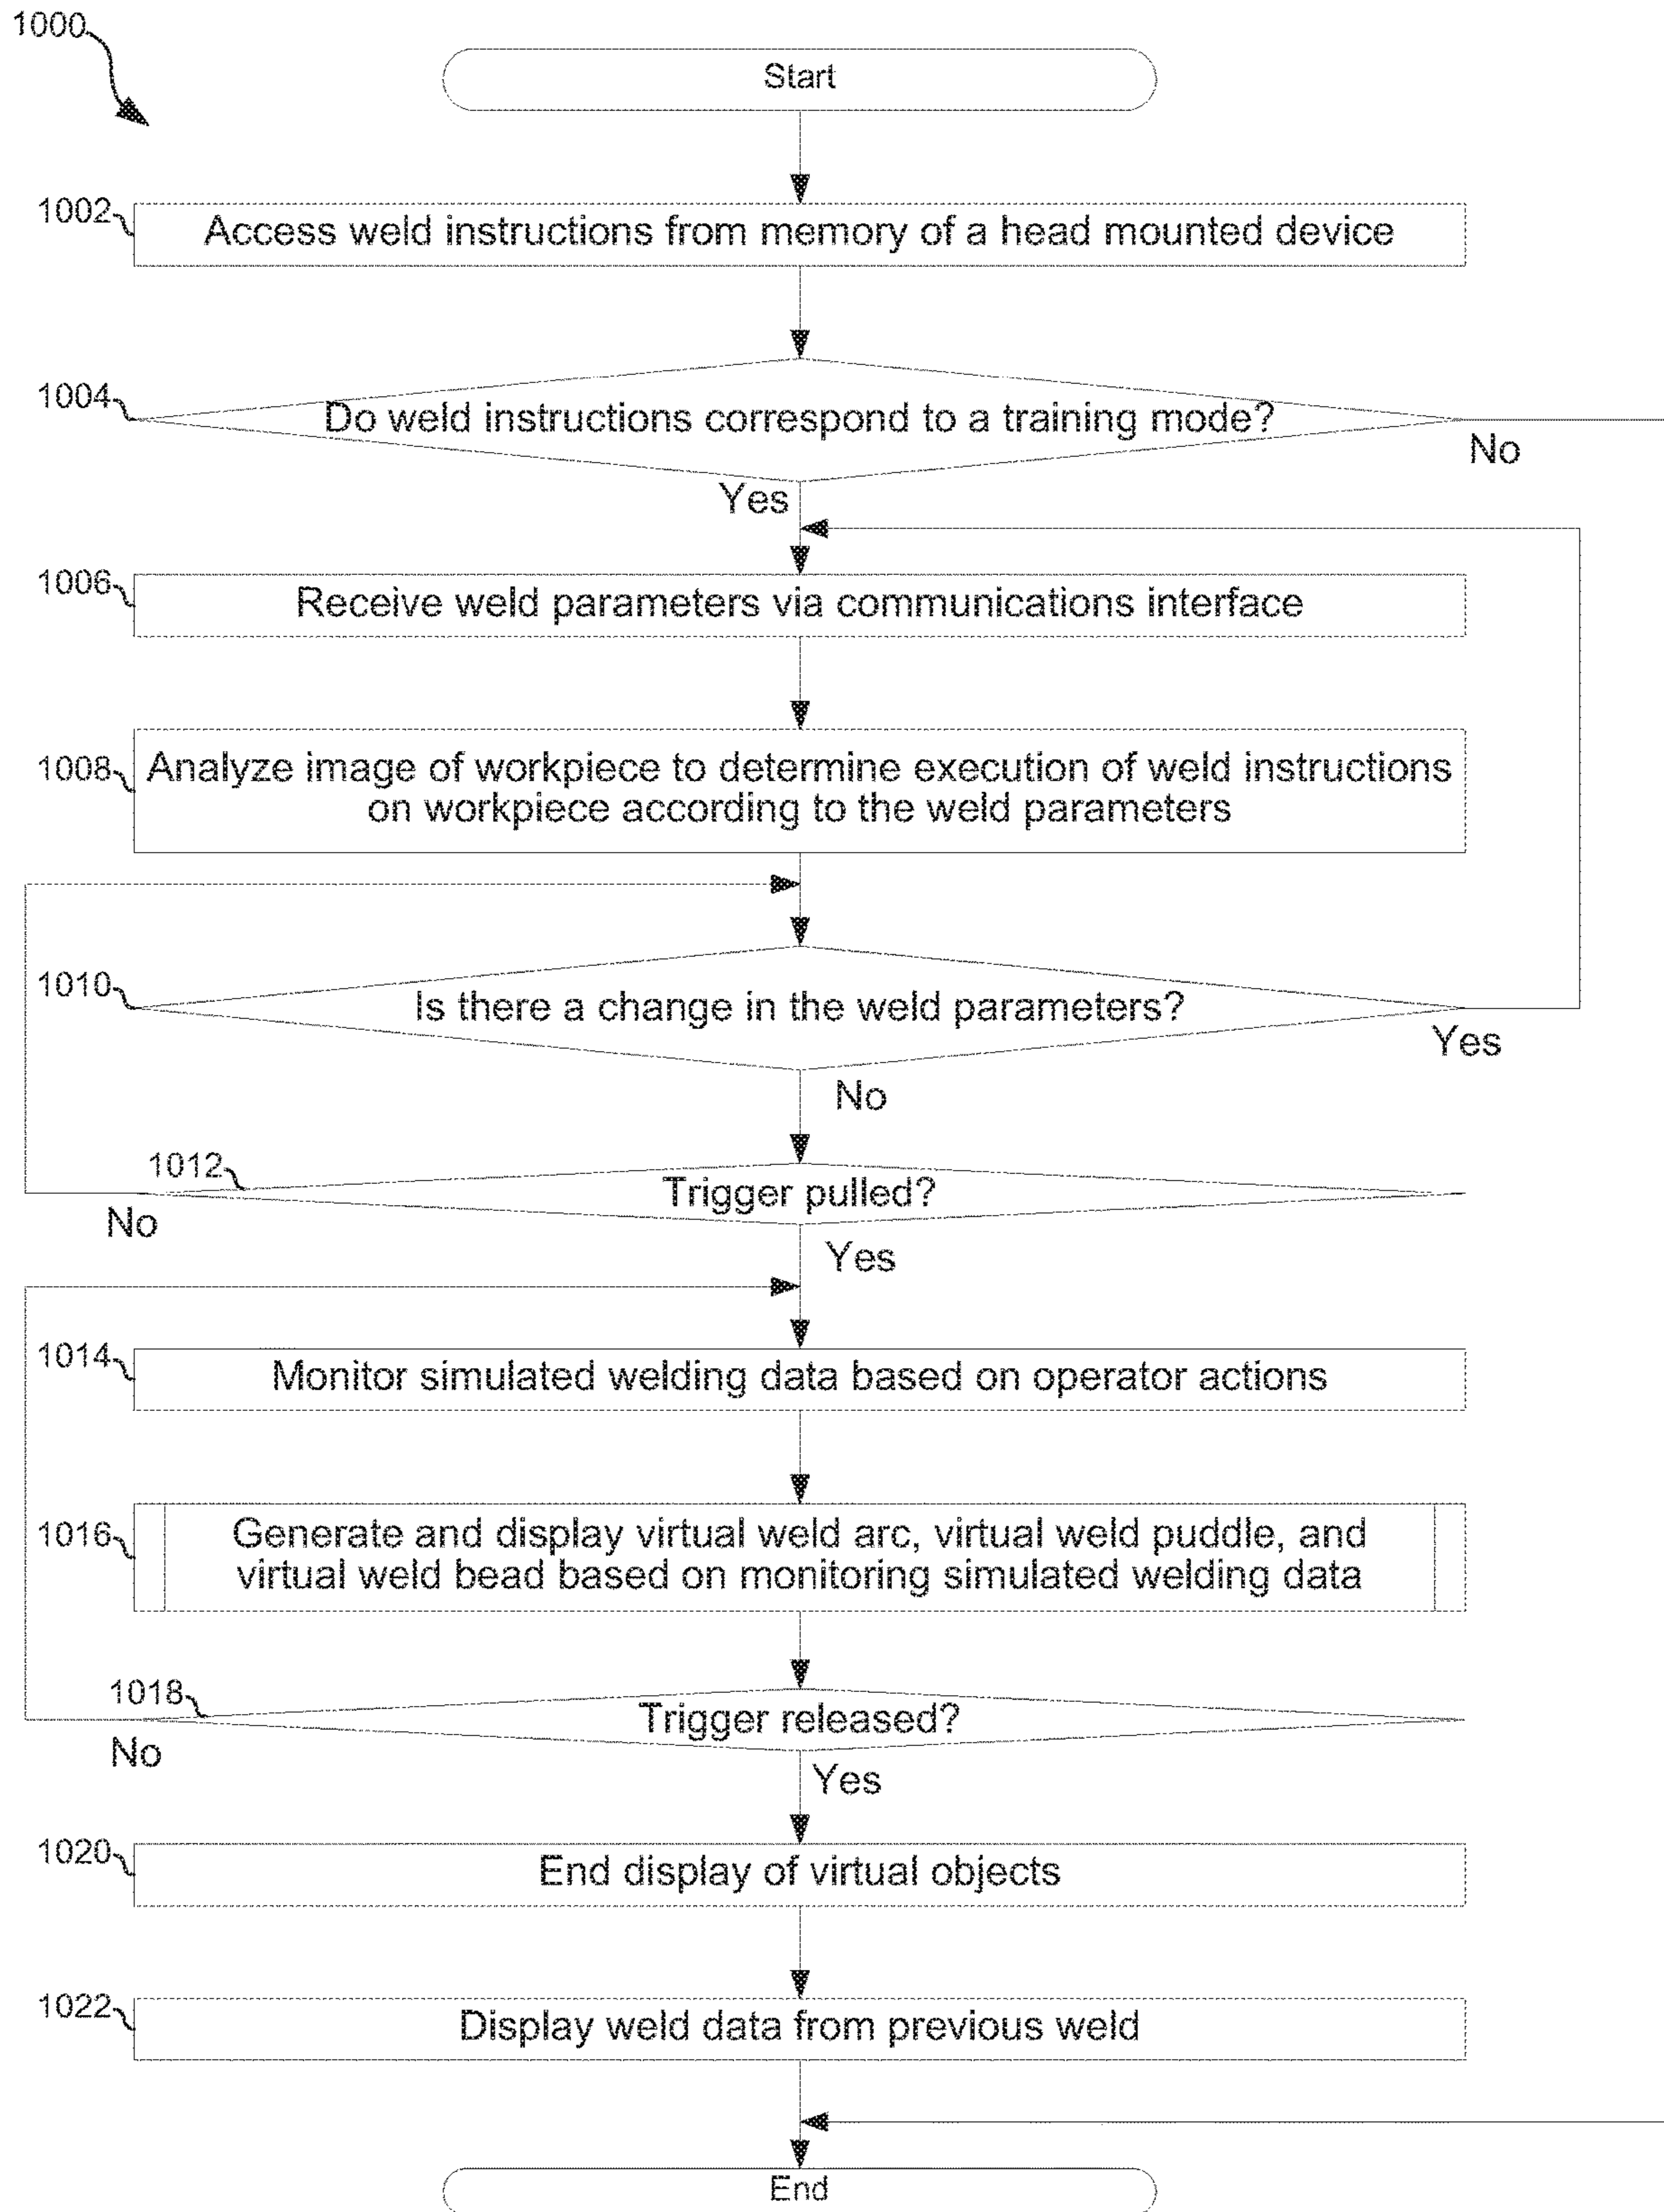 1000
Start
1002
Access weld instructions from memory of a head mounted device
1004
Do weld instructions correspond to a training mode?
No
Yes
1006
Receive weld parameters via communications interface
1008
Analyze image of workpiece to determine execution of weld instructions
on workpiece according to the weld parameters
1010
Is there a change in the weld parameters?
Yes
No
1012
Trigger pulled?
No
Yes
1014
Monitor simulated welding data based on operator actions
1016
Generate and display virtual weld arc, virtual weld puddle, and
virtual weld bead based on monitoring simulated welding data
1018
Trigger released?
No
Yes
1020
End display of virtual objects
1022
Display weld data from previous weld
End